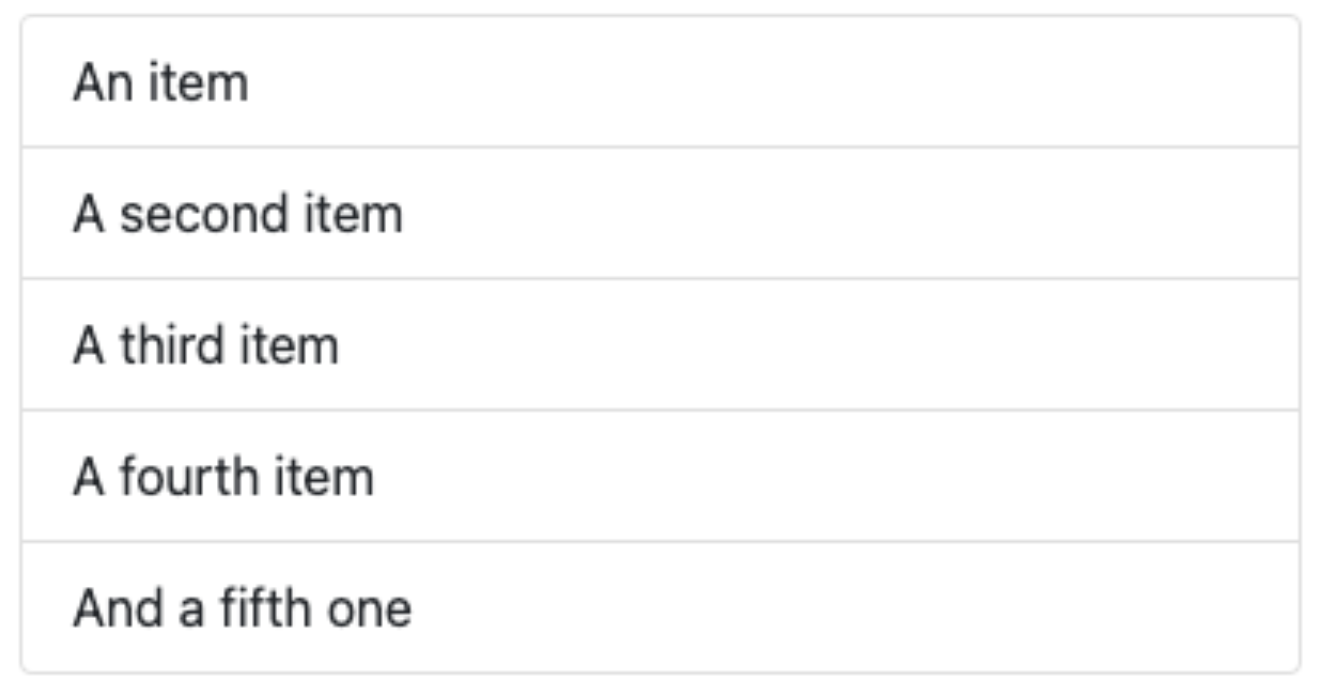 An item
A second item
A third item
A fourth item
And a fifth one